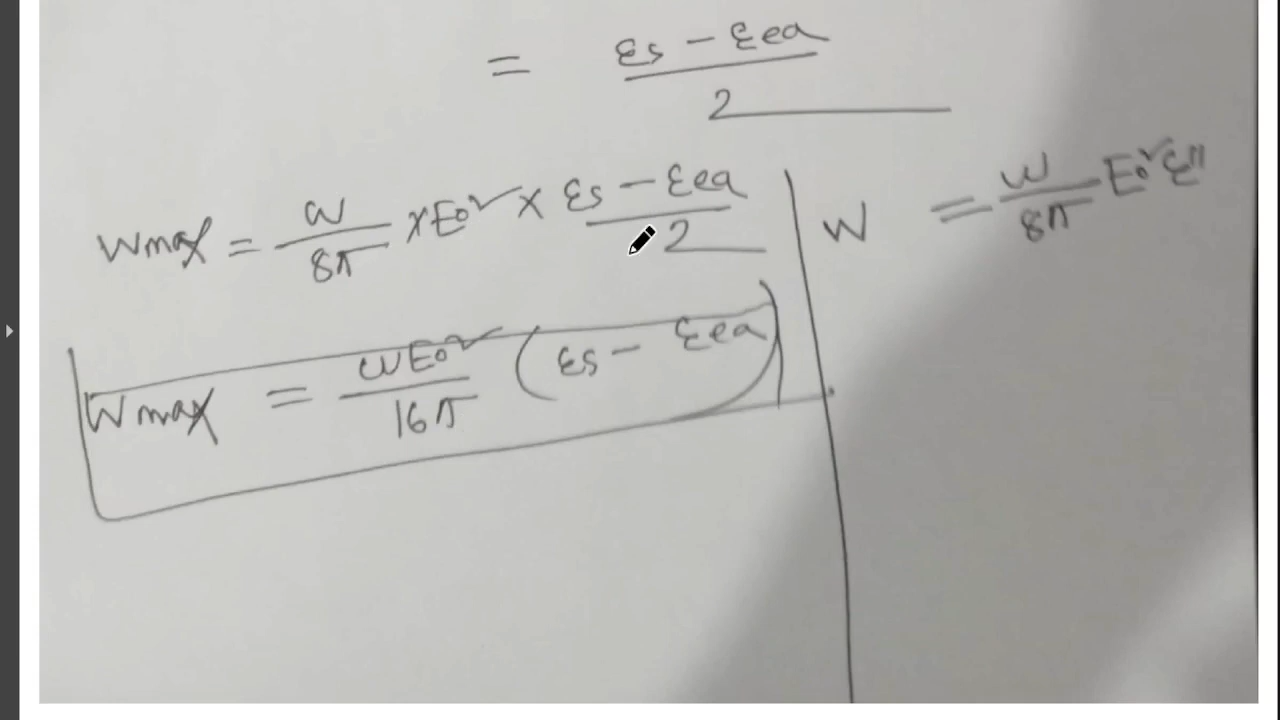 = εs - εea / 2
Wmax = ω/8π × E₀² × εs - εea / 2
W = ω/8π E₀² ε"
Wmax = ωE₀²/16π (εs - εea)